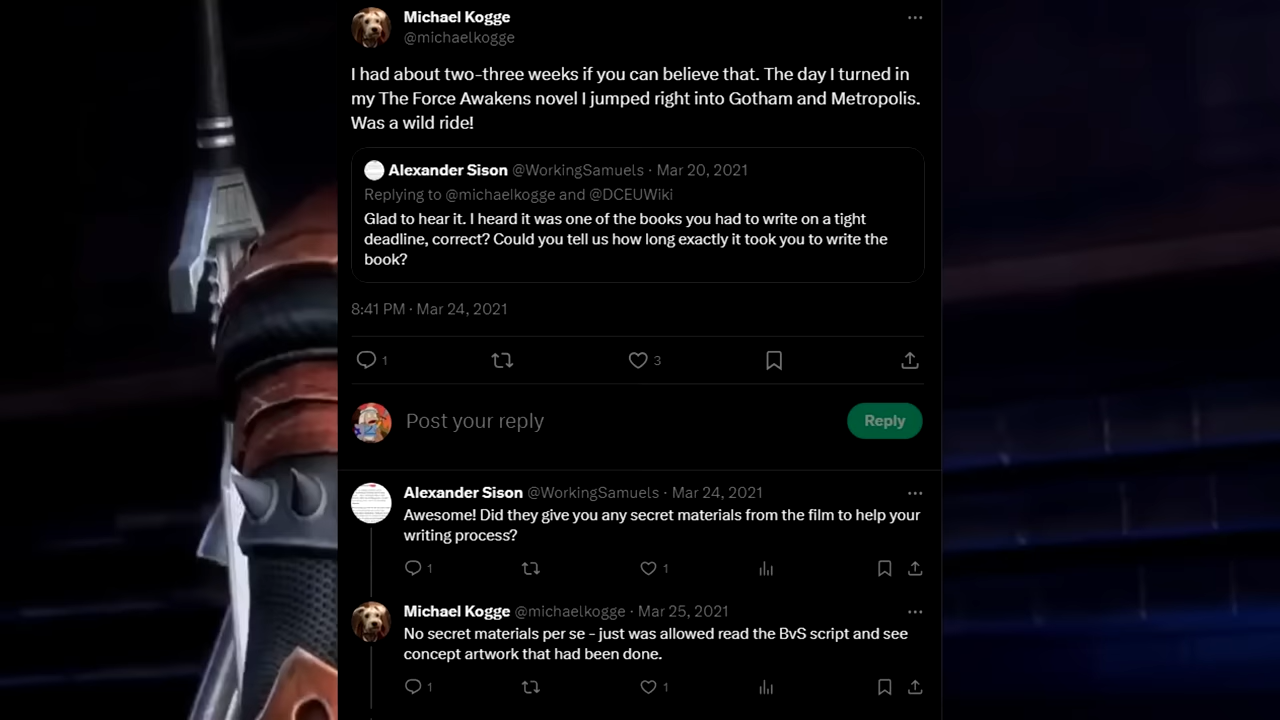 Michael Kogge
@michaelkogge
I had about two-three weeks if you can believe that. The day I turned in
my The Force Awakens novel I jumped right into Gotham and Metropolis.
Was a wild ride!
Alexander Sison @WorkingSamuels · Mar 20, 2021
Replying to @michaelkogge and @DCEUWiki
Glad to hear it. I heard it was one of the books you had to write on a tight
deadline, correct? Could you tell us how long exactly it took you to write the
book?
8:41 PM · Mar 24, 2021
1 3
Post your reply Reply
Alexander Sison @WorkingSamuels · Mar 24, 2021
Awesome! Did they give you any secret materials from the film to help your
writing process?
1 1
Michael Kogge @michaelkogge · Mar 25, 2021
No secret materials per se - just was allowed read the BvS script and see
concept artwork that had been done.
1 1